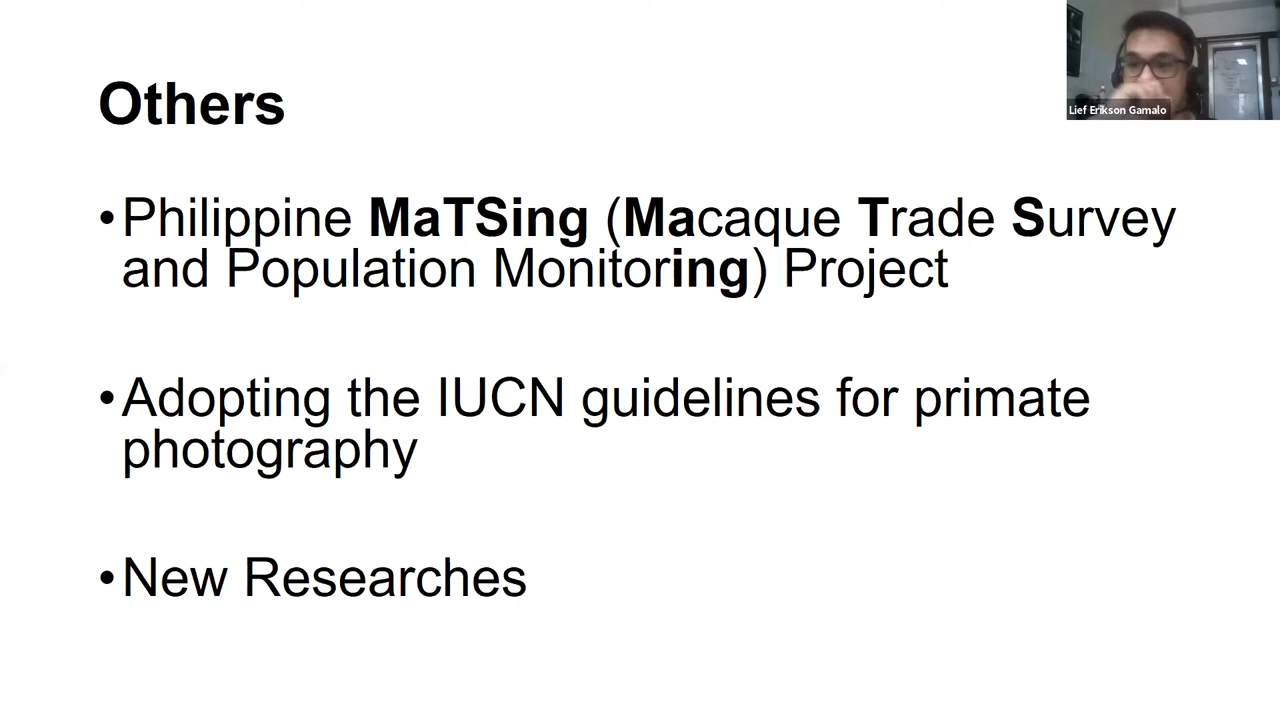 Others
Lief Erikson Gamalo
•Philippine MaTSing (Macaque Trade Survey
and Population Monitoring) Project
•Adopting the IUCN guidelines for primate
photography
•New Researches